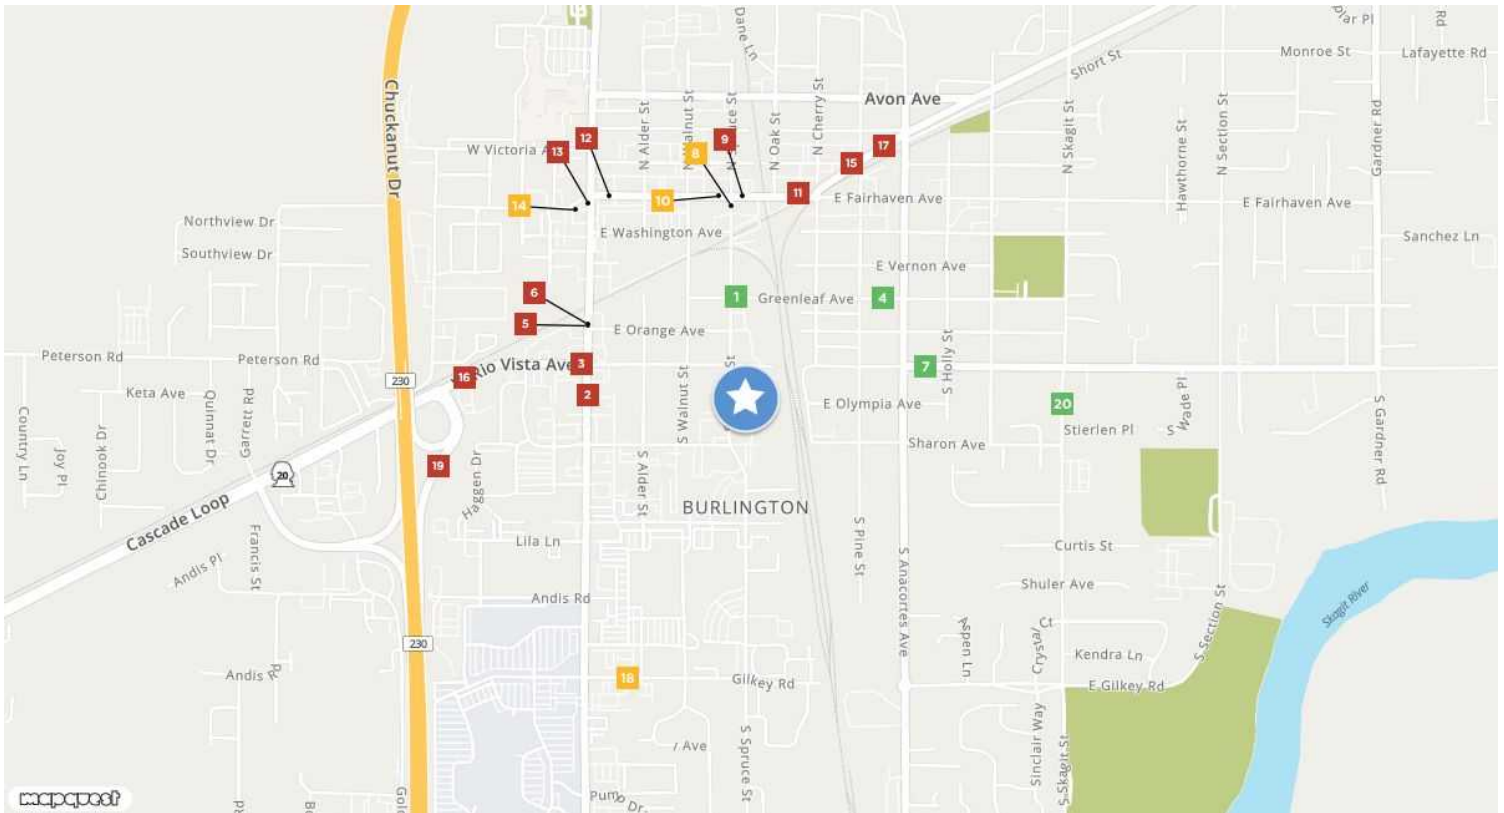 Dane Ln
Pl
Rd
Monroe St
Lafayette Rd
Short St
Chuckanut Dr
Avon Ave
N Alder St
N Oak St
N Cherry St
N Skagit St
Hawthorne St
N Section St
Gardner Rd
12
9
17
13
8
15
W Victoria
14
10
11
E Fairhaven Ave
E Fairhaven Ave
Northview Dr
E Washington Ave
Sanchez Ln
Southview Dr
E Vernon Ave
6
1
Greenleaf Ave
4
5
E Orange Ave
Peterson Rd
Peterson Rd
Rio Vista Ave
3
S Holly St
7
230
16
Keta Ave
2
E Olympia Ave
20
Wade Pl
Quinnat Dr
Garrett Rd
S Walnut St
Stierlen Pl
S
Sharon Ave
Country Ln
Joy Pl
Chinook Dr
S Gardner Rd
20
19
Haggen Dr
S Alder St
BURLINGTON
Cascade Loop
Lila Ln
S Pine St
Curtis St
Francis St
Andis Pl
S Anacortes Ave
Shuler Ave
Skagit River
Andis Rd
Aspen Ln
Crystal
Ct
S Section St
230
Kendra Ln
Andis R
18
Gilkey Rd
E Gilkey Rd
Ave
S Spruce St
Sinclair Way
S Skagit St
mapquest
Pump Dr